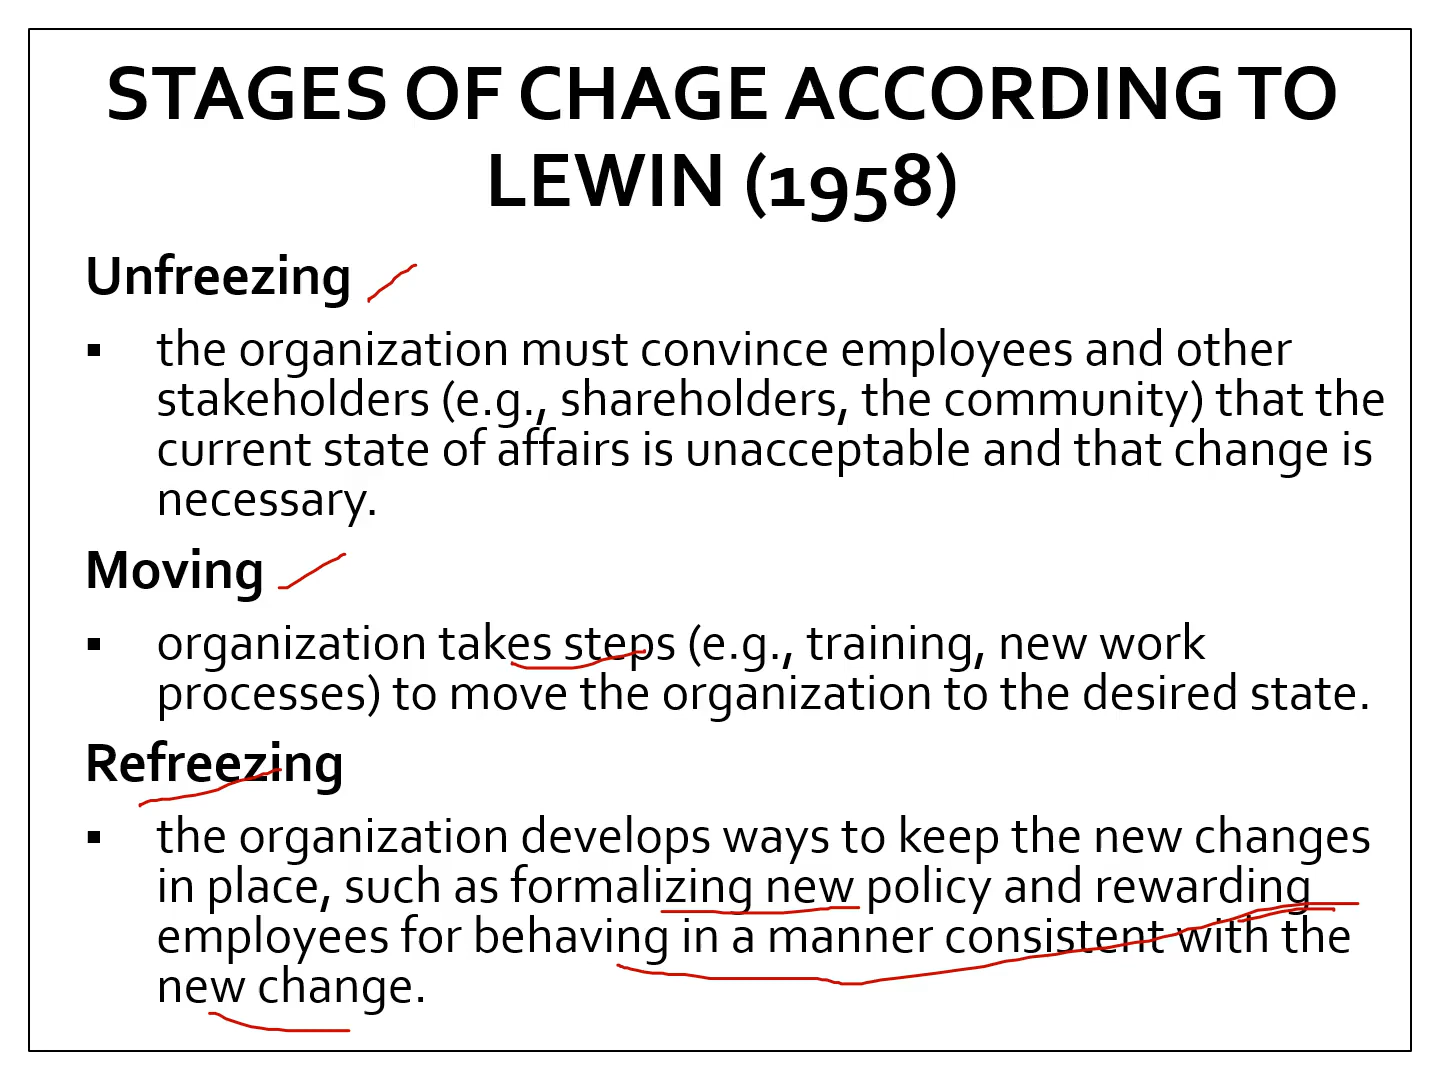 STAGES OF CHAGE ACCORDING TO
LEWIN (1958)
Unfreezing
▪ the organization must convince employees and other
stakeholders (e.g., shareholders, the community) that the
current state of affairs is unacceptable and that change is
necessary.
Moving
▪ organization takes steps (e.g., training, new work
processes) to move the organization to the desired state.
Refreezing
▪ the organization develops ways to keep the new changes
in place, such as formalizing new policy and rewarding
employees for behaving in a manner consistent with the
new change.